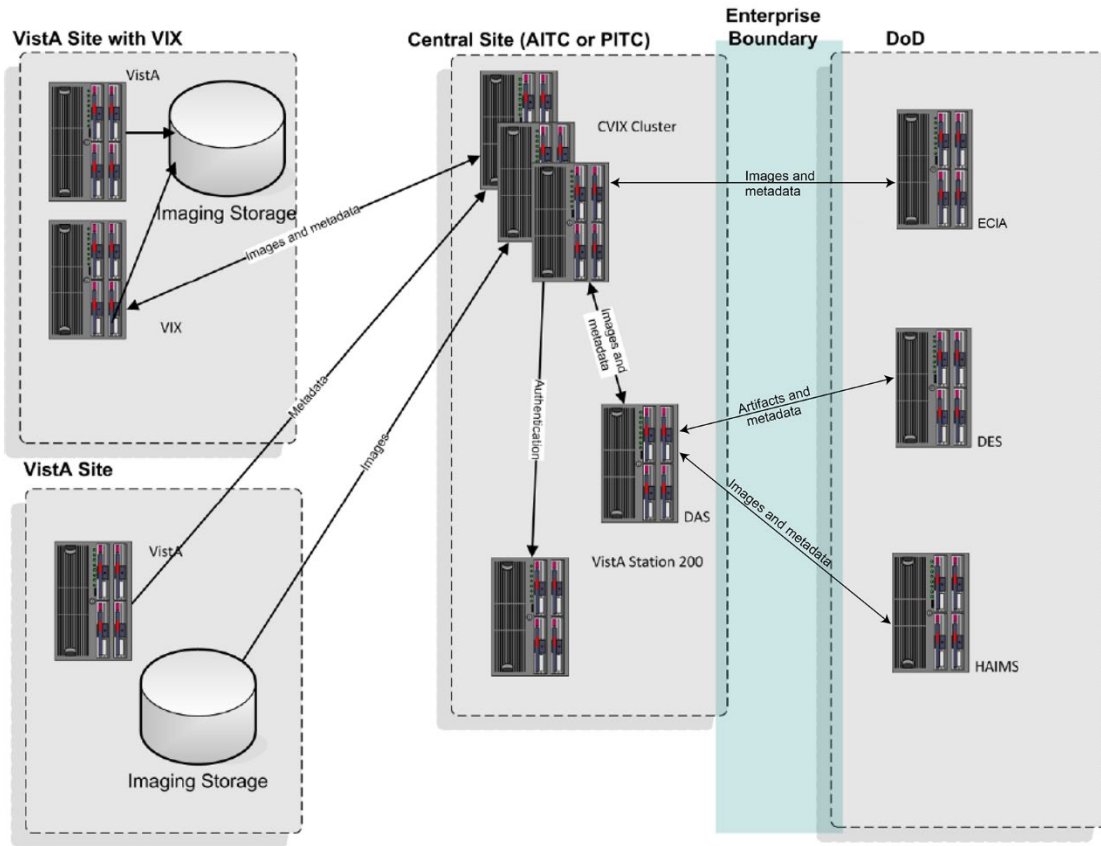 VistA Site with VIX
VistA
Imaging Storage
VIX
Images and metadata
VistA Site
VistA
Imaging Storage
Metadata
Images
Central Site (AITC or PITC)
CVIX Cluster
Images and
metadata
Authentication
DAS
VistA Station 200
Enterprise
Boundary
Images and
metadata
Artifacts and
metadata
Images and metadata
DoD
ECIA
DES
HAIMS